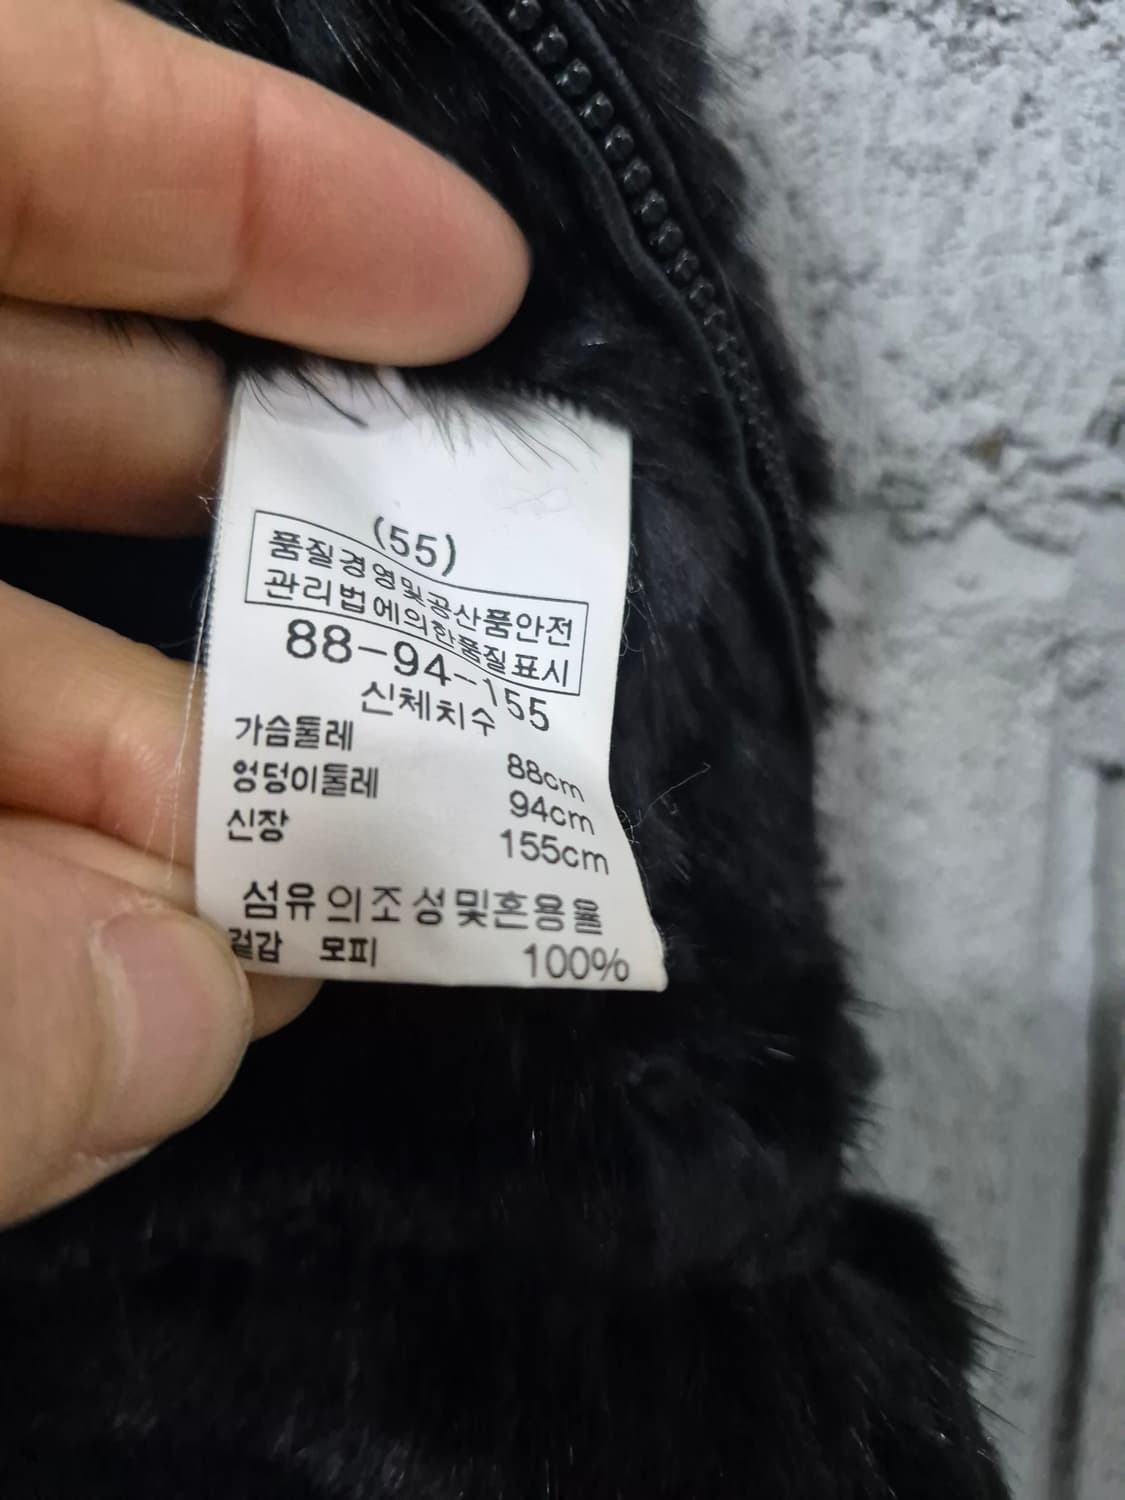 (55)
품질경영및공산품안전
관리법에의한품질표시
88-94-155
신체치수
가슴둘레 88cm
엉덩이둘레 94cm
신장 155cm
섬유의조성및혼용율
겉감 모피 100%